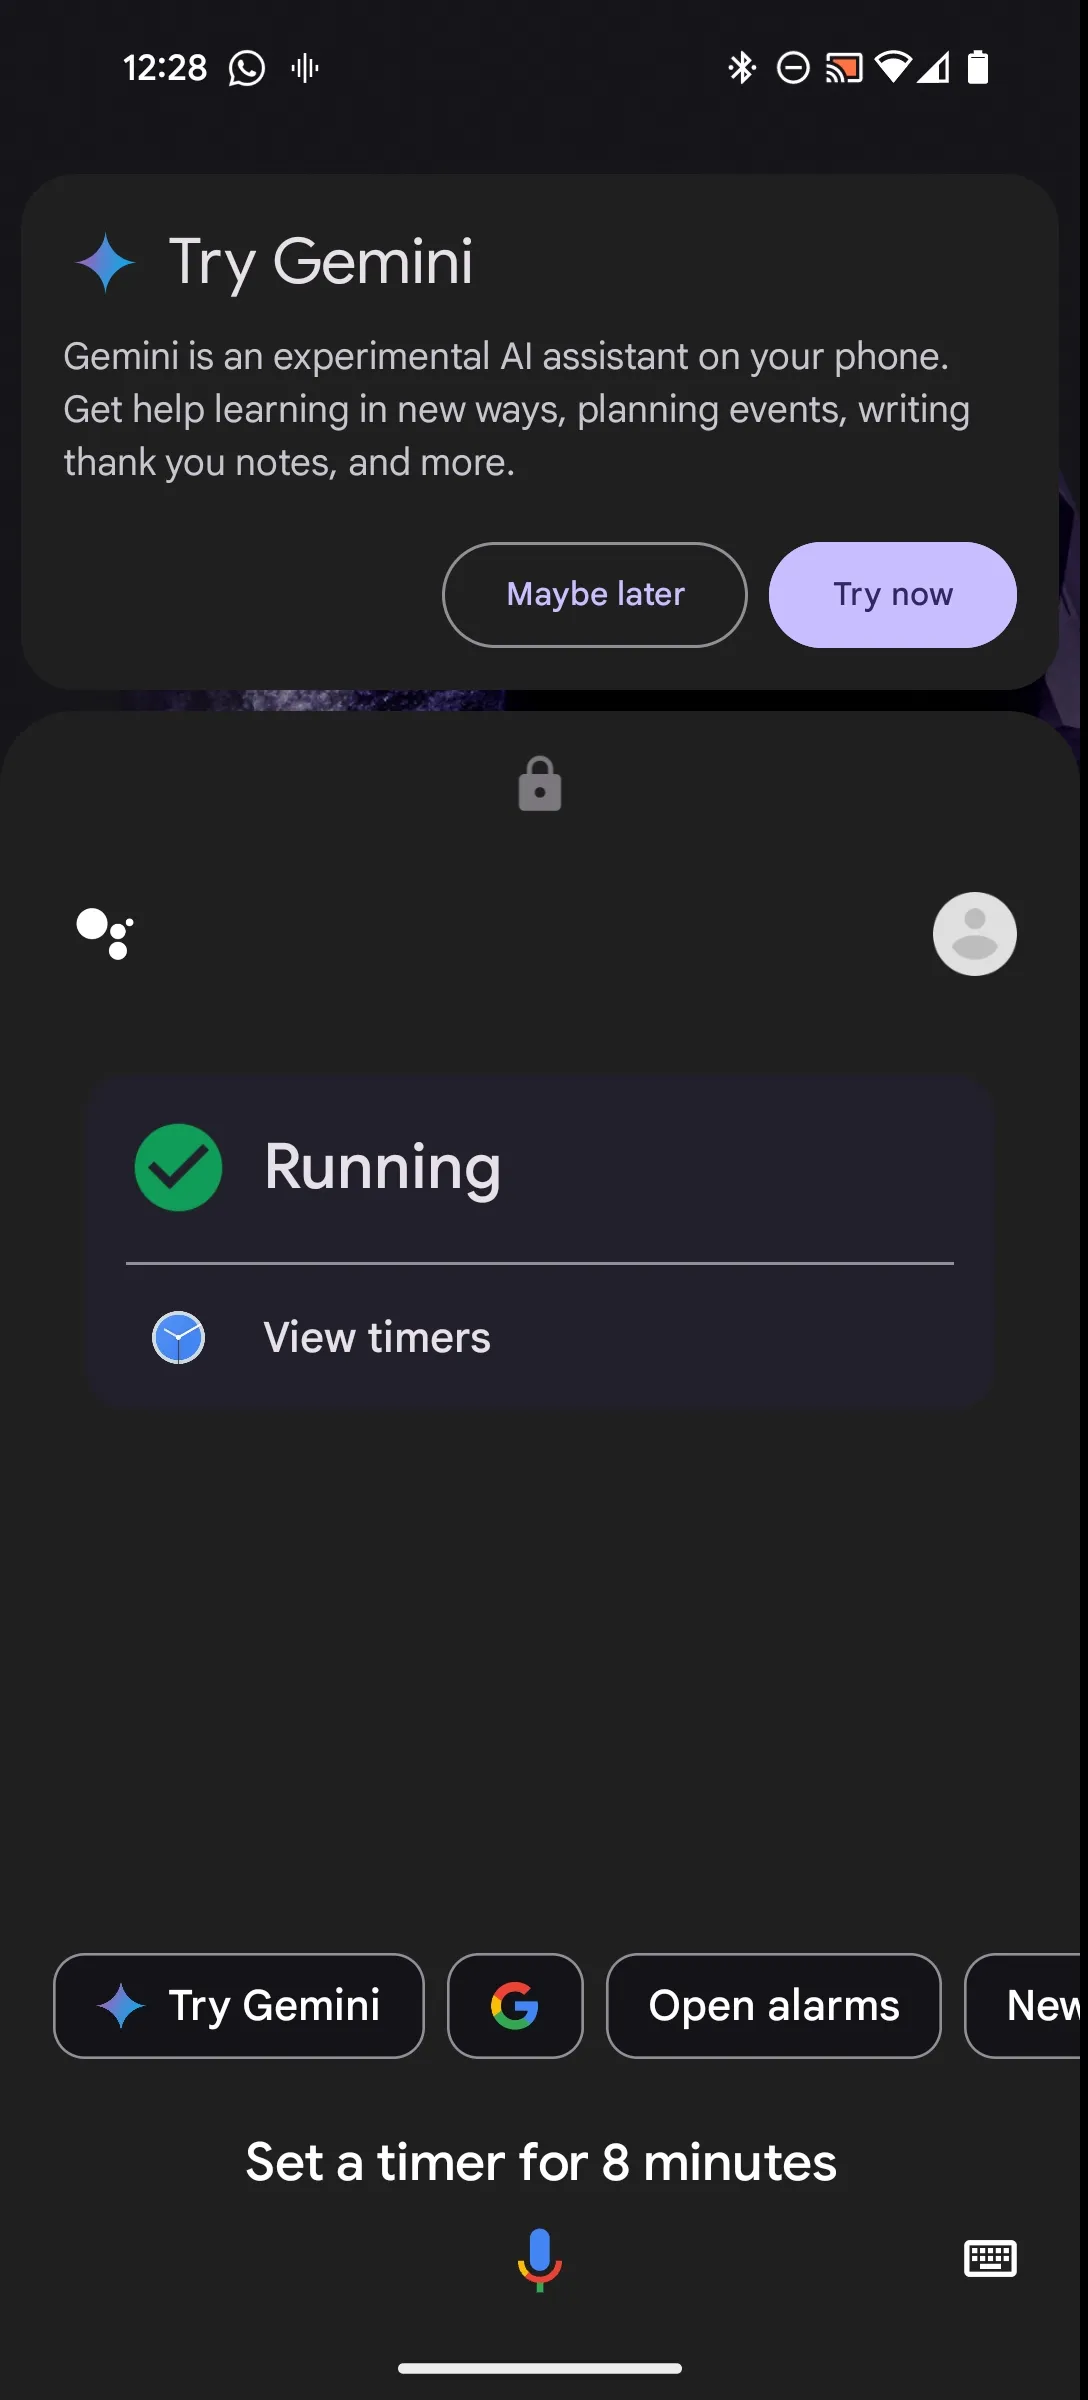 12:28
Try Gemini
Gemini is an experimental AI assistant on your phone.
Get help learning in new ways, planning events, writing
thank you notes, and more.
Maybe later
Try now
Running
View timers
Try Gemini
Open alarms
New
Set a timer for 8 minutes